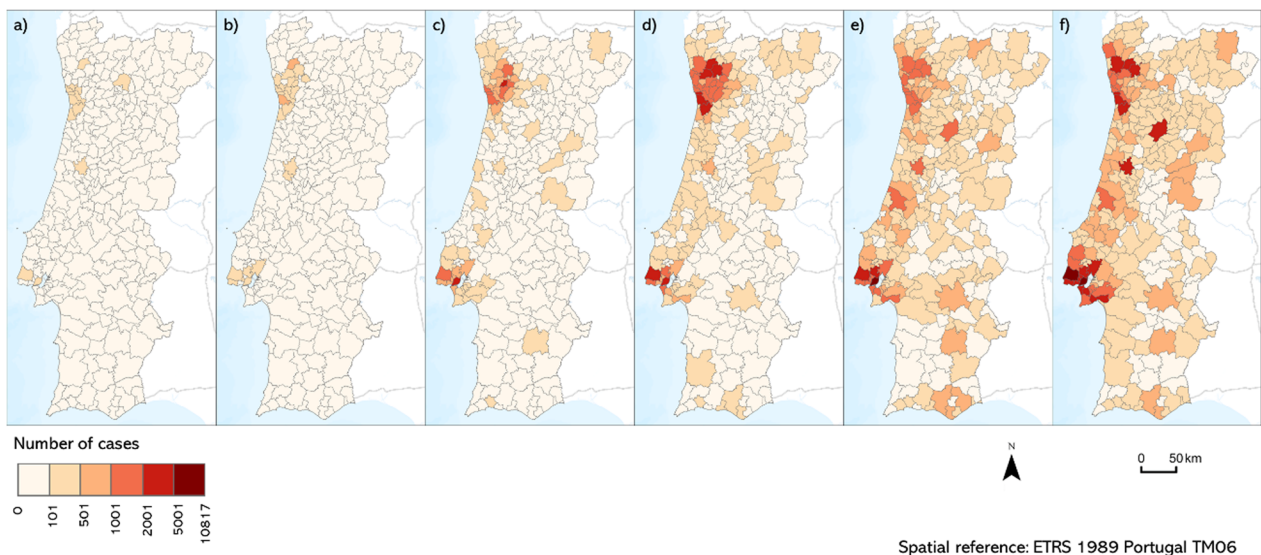 a)
b)
c)
d)
e)
f)
Number of cases
0
101
501
1001
2001
5001
10817
N
0 50 km
Spatial reference: ETRS 1989 Portugal TM06